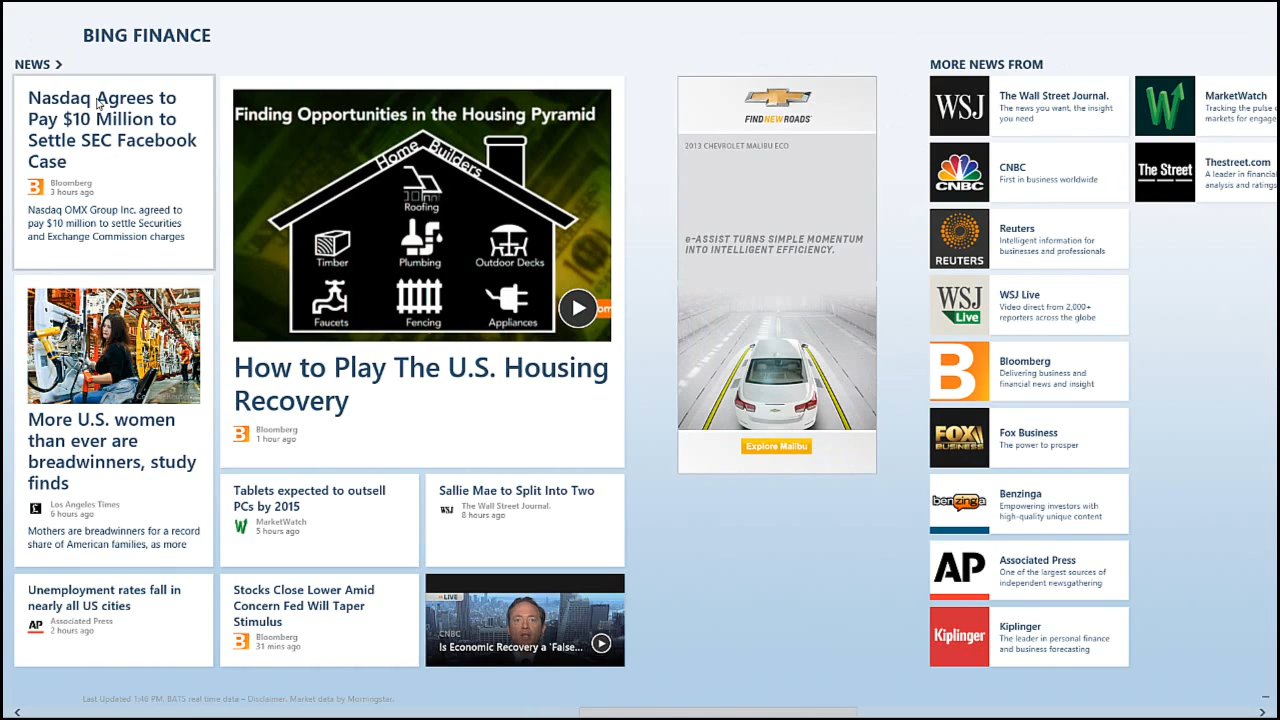 BING FINANCE
NEWS
Nasdaq Agrees to
Pay $10 Million to
Settle SEC Facebook
Case
Bloomberg
3 hours ago
Nasdaq OMX Group Inc. agreed to
pay $10 million to settle Securities
and Exchange Commission charges
More U.S. women
than ever are
breadwinners, study
finds
Los Angeles Times
6 hours ago
Mothers are breadwinners for a record
share of American families, as more
Unemployment rates fall in
nearly all US cities
AP
Associated Press
2 hours ago
Finding Opportunities in the Housing Pyramid
Home Builders
Roofing
Timber
Plumbing
Outdoor Decks
Faucets
Fencing
Appliances
How to Play The U.S. Housing
Recovery
Bloomberg
1 hour ago
Tablets expected to outsell
PCs by 2015
MarketWatch
5 hours ago
Sallie Mae to Split Into Two
WSJ
The Wall Street Journal.
8 hours ago
Stocks Close Lower Amid
Concern Fed Will Taper
Stimulus
Bloomberg
31 mins ago
LIVE
CNBC
Is Economic Recovery a 'False...
FIND NEW ROADS
2013 CHEVROLET MALIBU ECO
e-ASSIST TURNS SIMPLE MOMENTUM
INTO INTELLIGENT EFFICIENCY.
Explore Malibu
MORE NEWS FROM
WSJ
The Wall Street Journal.
The news you want, the insight
you need
CNBC
CNBC
First in business worldwide
REUTERS
Reuters
Intelligent information for
businesses and professionals
WSJ
Live
WSJ Live
Video direct from 2,000+
reporters across the globe
B
Bloomberg
Delivering business and
financial news and insight
FOX
BUSINESS
Fox Business
The power to prosper
benzinga
Benzinga
Empowering investors with
high-quality unique content
AP
Associated Press
One of the largest sources of
independent newsgathering
Kiplinger
Kiplinger
The leader in personal finance
and business forecasting
MarketWatch
Tracking the pulse o
markets for engage
The Street
Thestreet.com
A leader in financia
analysis and ratings
Last Updated 1:46 PM. BATS real time data – Disclaimer. Market data by Morningstar.